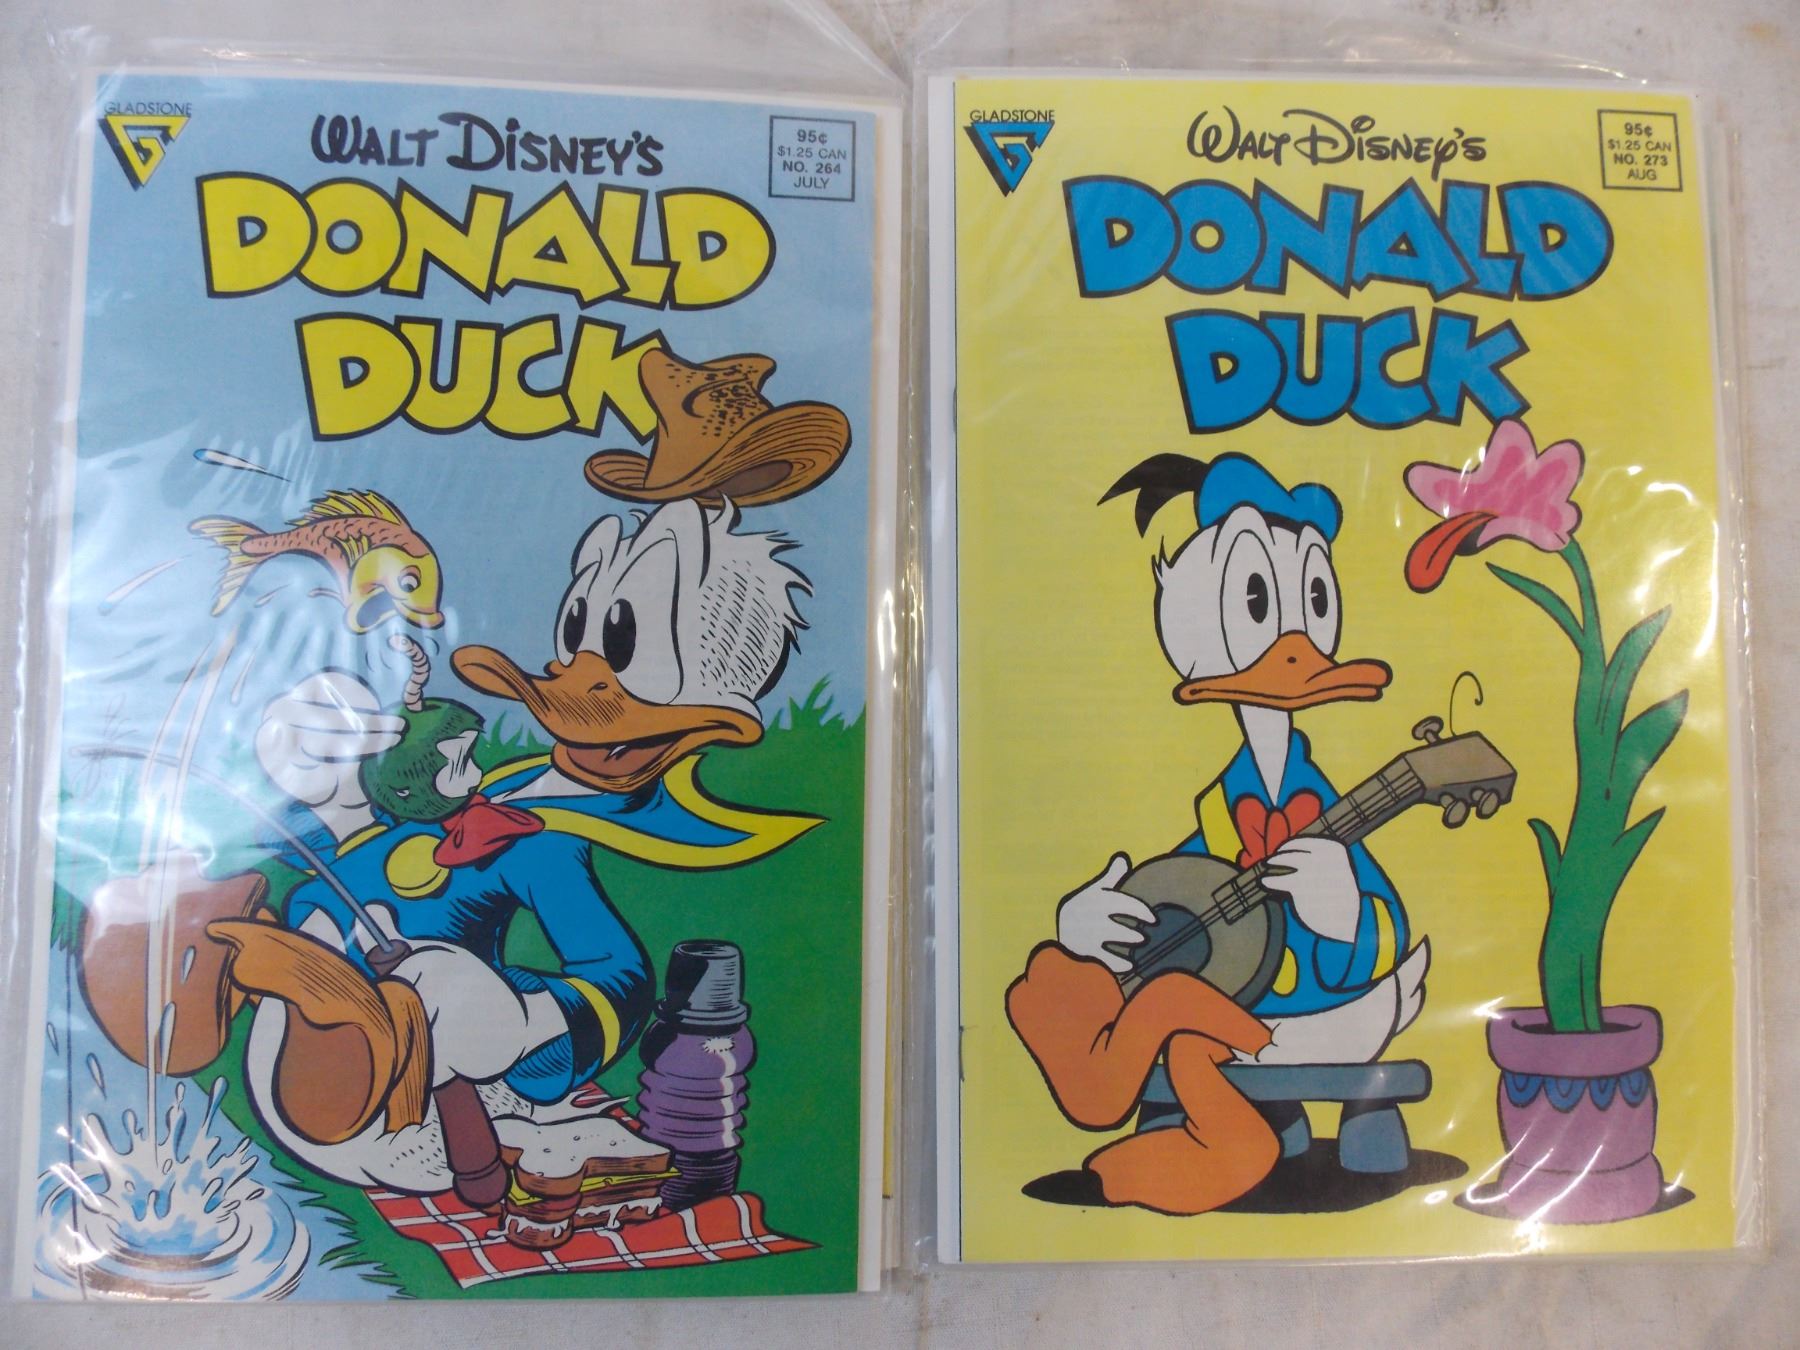 GLADSTONE
WALT DISNEY'S
DONALD
DUCK
95¢
$1.25 CAN
NO. 264
JULY
GLADSTONE
WALT DISNEY'S
DONALD
DUCK
95¢
$1.25 CAN
NO. 273
AUG